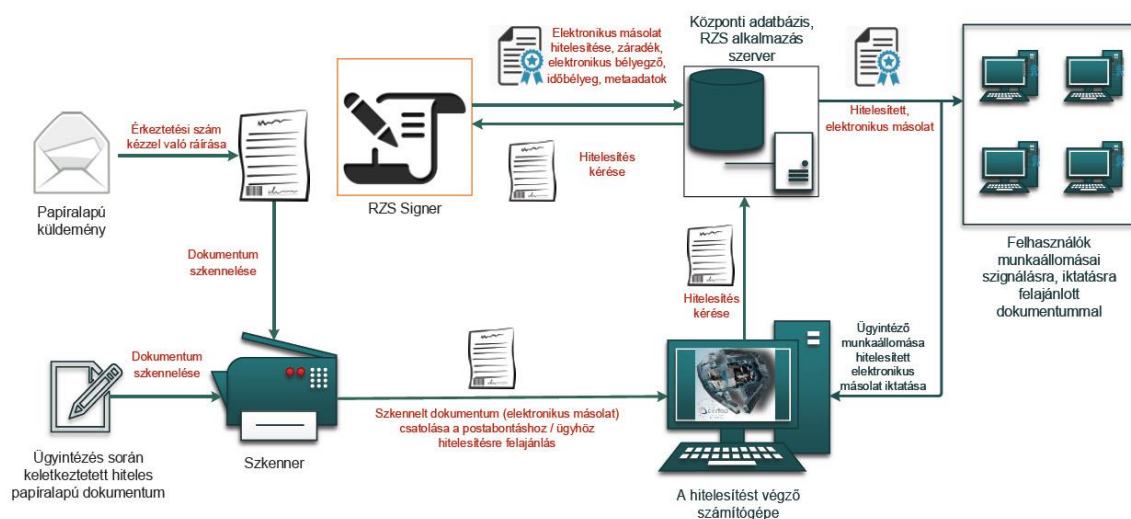 Elektronikus másolat
hitelesítése, záradék,
elektronikus bélyegző,
időbélyeg, metaadatok
Központi adatbázis,
RZS alkalmazás
szerver
Érkeztetési szám
kézzel való ráírása
Hitelesítés
kérése
Hitelesített,
elektronikus másolat
Papíralapú
küldemény
RZS Signer
Dokumentum
szkennelése
Hitelesítés
kérése
Felhasználók
munkaállomásai
szignálásra, iktatásra
felajánlott
dokumentummal
Dokumentum
szkennelése
Ügyintéző
munkaállomása
hitelesített
elektronikus
másolat iktatása
Szkennelt dokumentum (elektronikus másolat)
csatolása a postabontáshoz / ügyhöz
hitelesítésre felajánlás
Ügyintézés során
keletkeztetett hiteles
papíralapú dokumentum
Szkenner
A hitelesítést végző
számítógépe